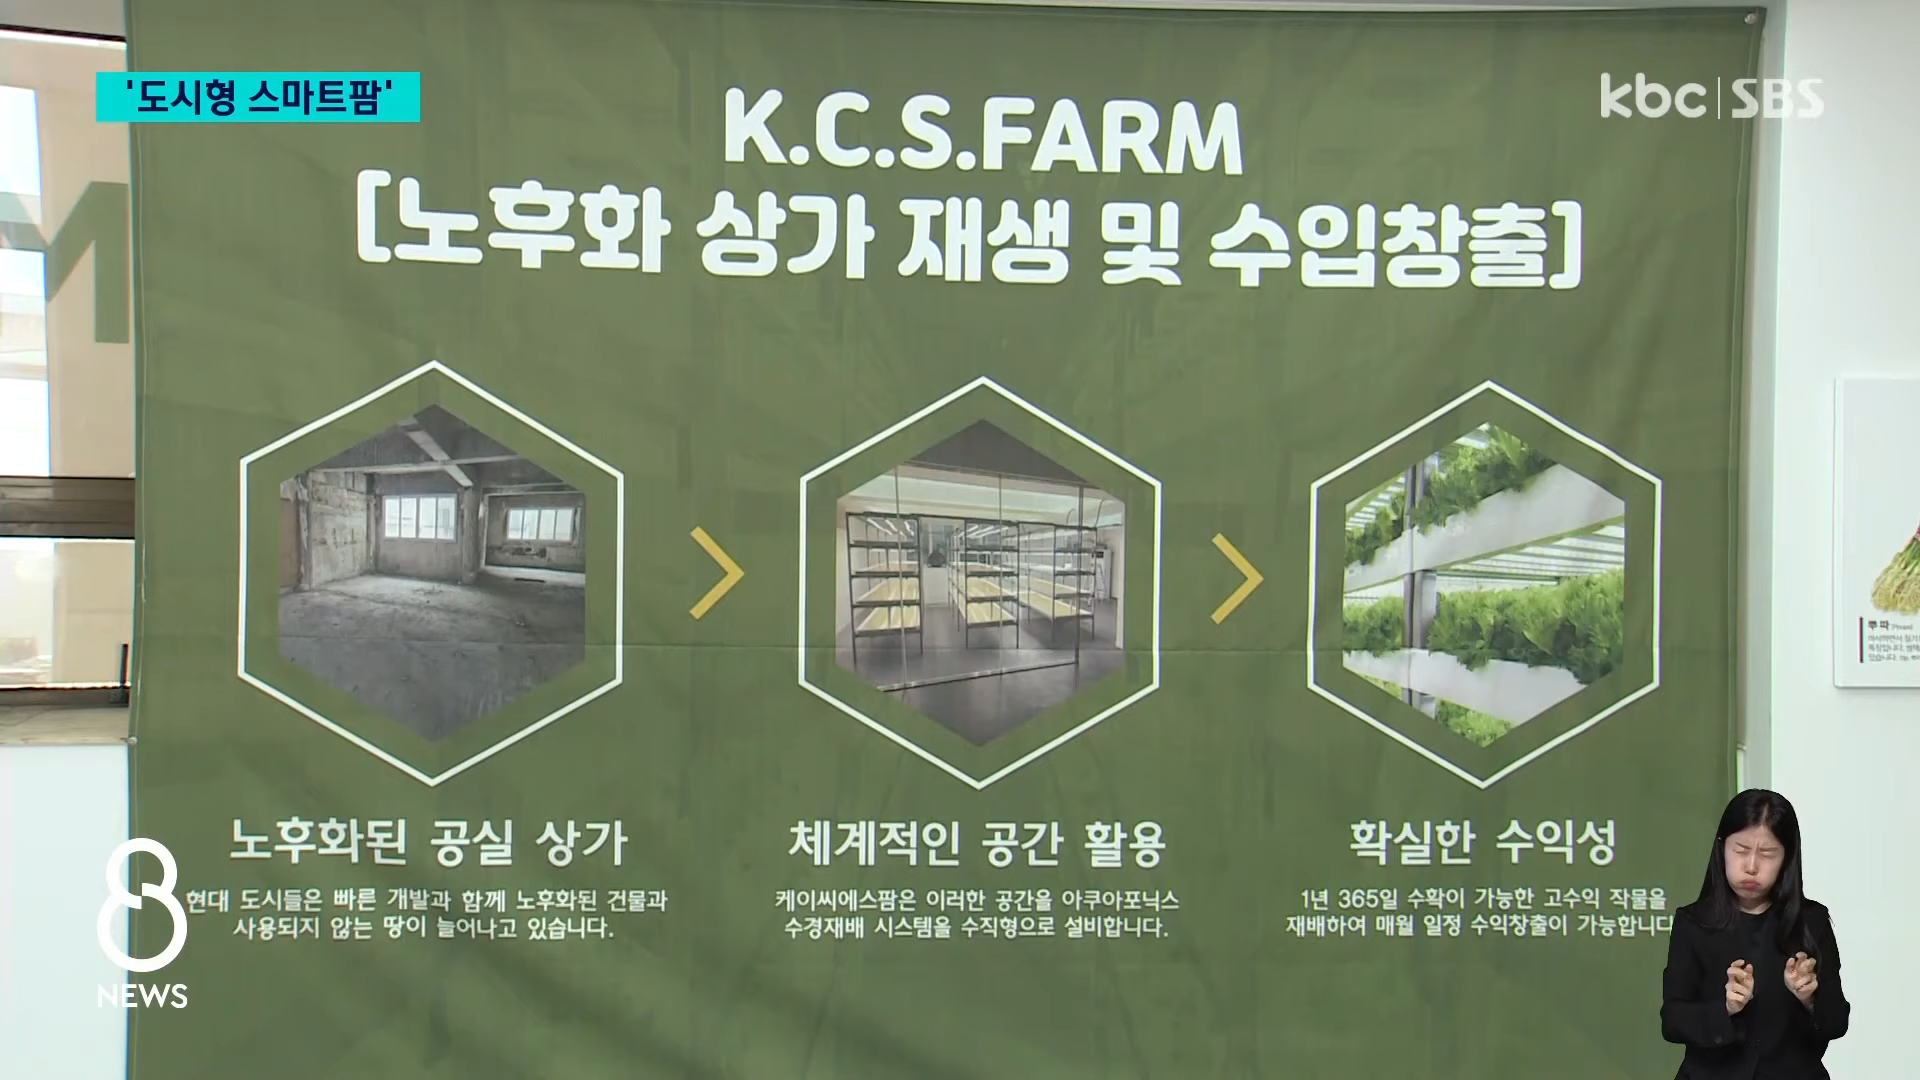 '도시형 스마트팜'
kbc SBS
K.C.S.FARM
[노후화 상가 재생 및 수입창출]
노후화된 공실 상가
현대 도시들은 빠른 개발과 함께 노후화된 건물과
사용되지 않는 땅이 늘어나고 있습니다.
체계적인 공간 활용
케이씨에스팜은 이러한 공간을 아쿠아포닉스
수경재배 시스템을 수직형으로 설비합니다.
확실한 수익성
1년 365일 수확이 가능한 고수익 작물을
재배하여 매월 일정 수익창출이 가능합니다
뿌따
8
NEWS